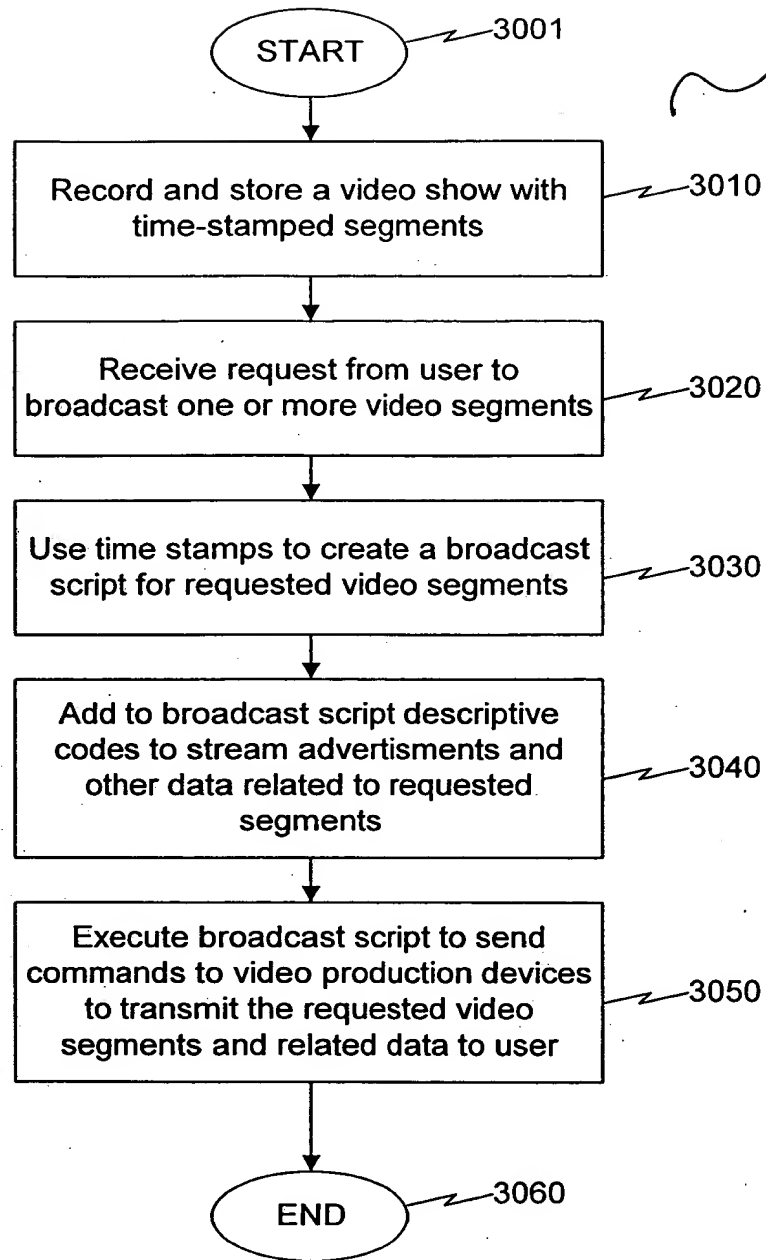 START
3001
Record and store a video show with
time-stamped segments
3010
Receive request from user to
broadcast one or more video segments
3020
Use time stamps to create a broadcast
script for requested video segments
3030
Add to broadcast script descriptive
codes to stream advertisments and
other data related to requested
segments
3040
Execute broadcast script to send
commands to video production devices
to transmit the requested video
segments and related data to user
3050
END
3060